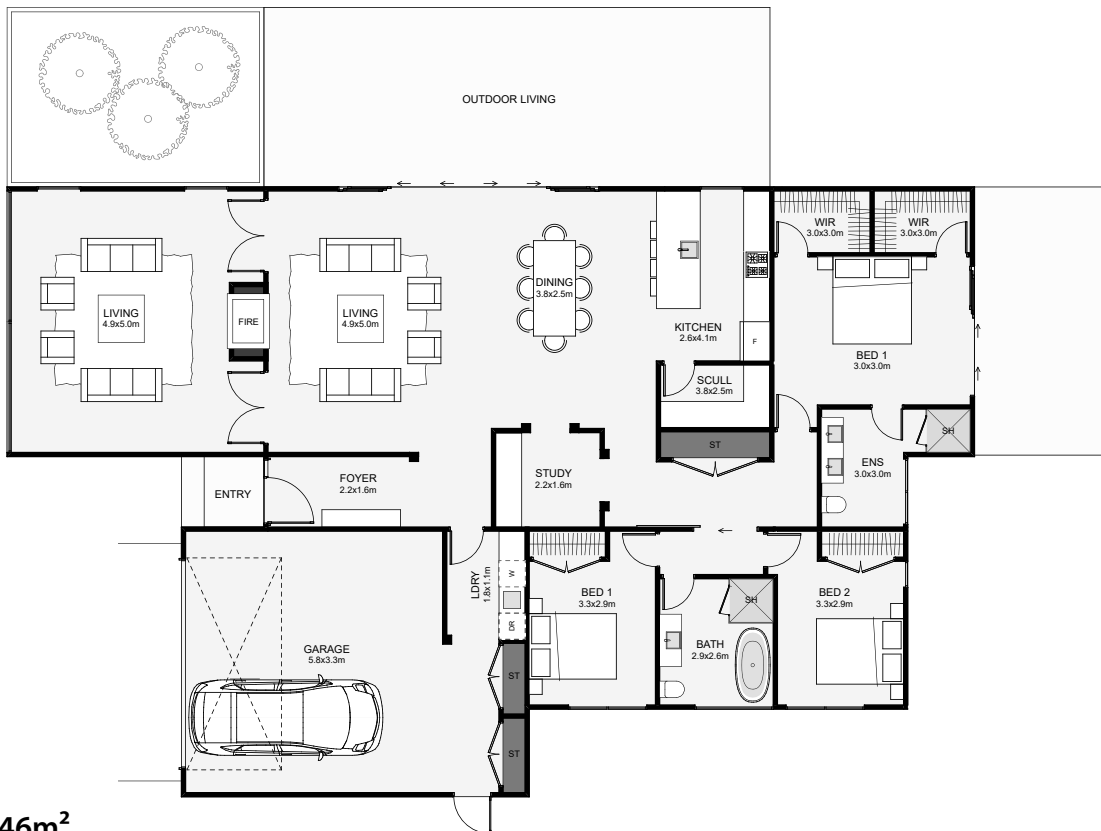 OUTDOOR LIVING
WIR
3.0x3.0m
WIR
3.0x3.0m
LIVING
4.9x5.0m
FIRE
LIVING
4.9x5.0m
DINING
3.8x2.5m
KITCHEN
2.6x4.1m
F
BED 1
3.0x3.0m
SCULL
3.8x2.5m
ST
SH
ENS
3.0x3.0m
ENTRY
FOYER
2.2x1.6m
STUDY
2.2x1.6m
LDRY
1.8x1.1m
W
DR
BED 1
3.3x2.9m
SH
BATH
2.9x2.6m
BED 2
3.3x2.9m
GARAGE
5.8x3.3m
ST
ST
46m²